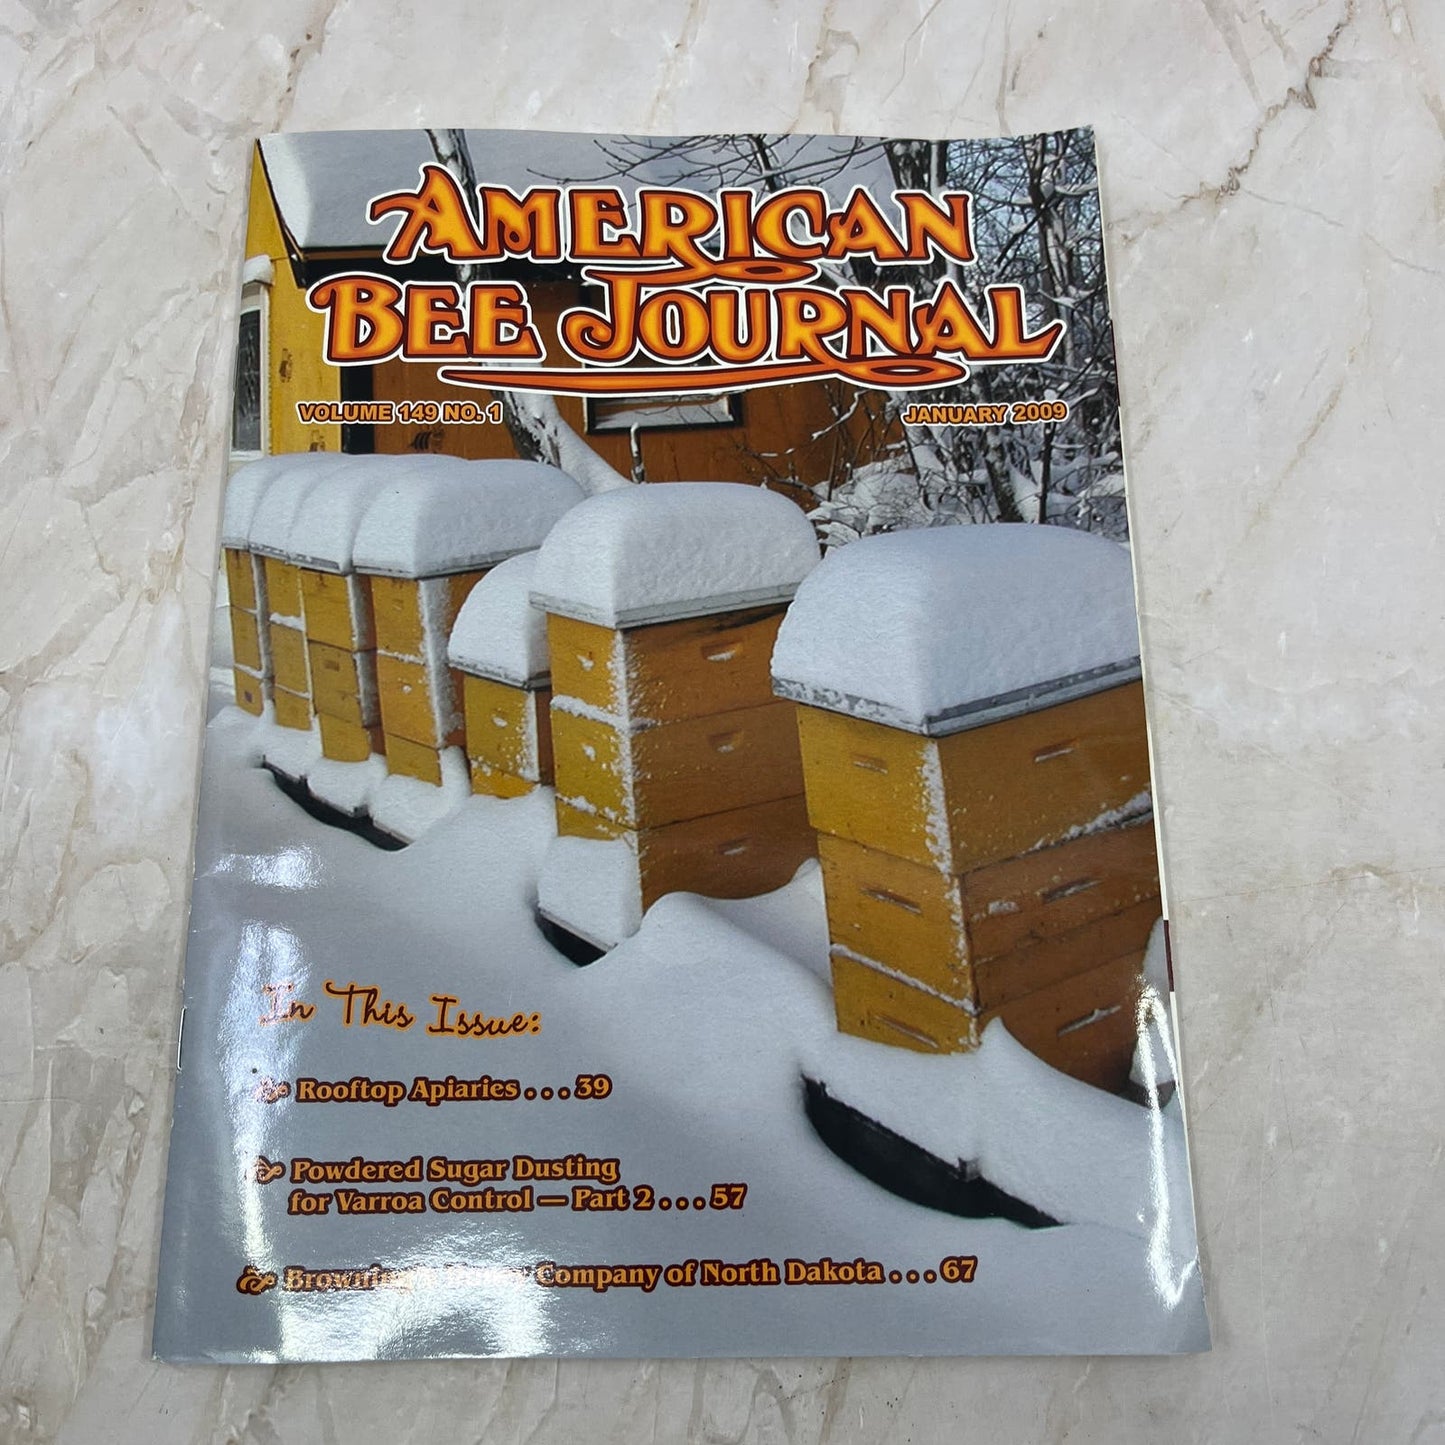 AMERICAN
BEE JOURNAL
VOLUME 149 NO. 1
JANUARY 2009
In This Issue:
Rooftop Apiaries . . . 39
Powdered Sugar Dusting
for Varroa Control — Part 2 . . . 57
Company of North Dakota . . . 67